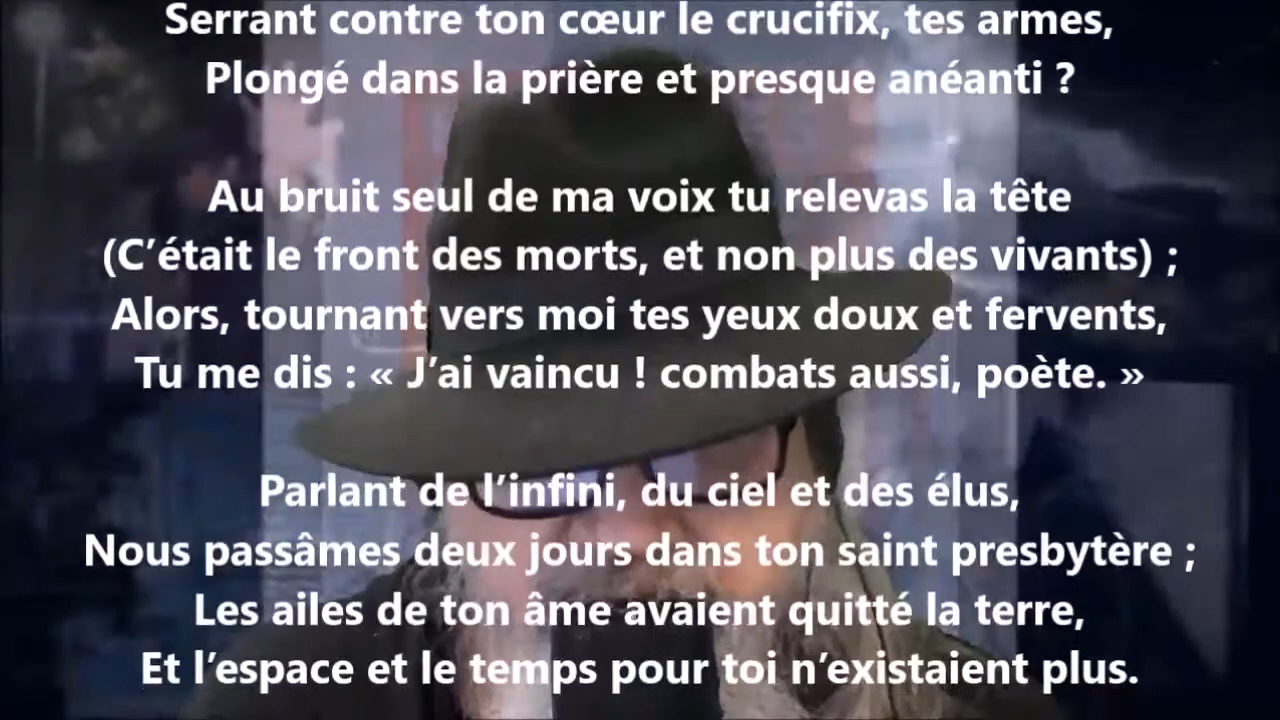 Serrant contre ton cœur le crucifix, tes armes,
Plongé dans la prière et presque anéanti ?
Au bruit seul de ma voix tu relevas la tête
(C’était le front des morts, et non plus des vivants) ;
Alors, tournant vers moi tes yeux doux et fervents,
Tu me dis : « J’ai vaincu ! combats aussi, poète. »
Parlant de l’infini, du ciel et des élus,
Nous passâmes deux jours dans ton saint presbytère ;
Les ailes de ton âme avaient quitté la terre,
Et l’espace et le temps pour toi n’existaient plus.